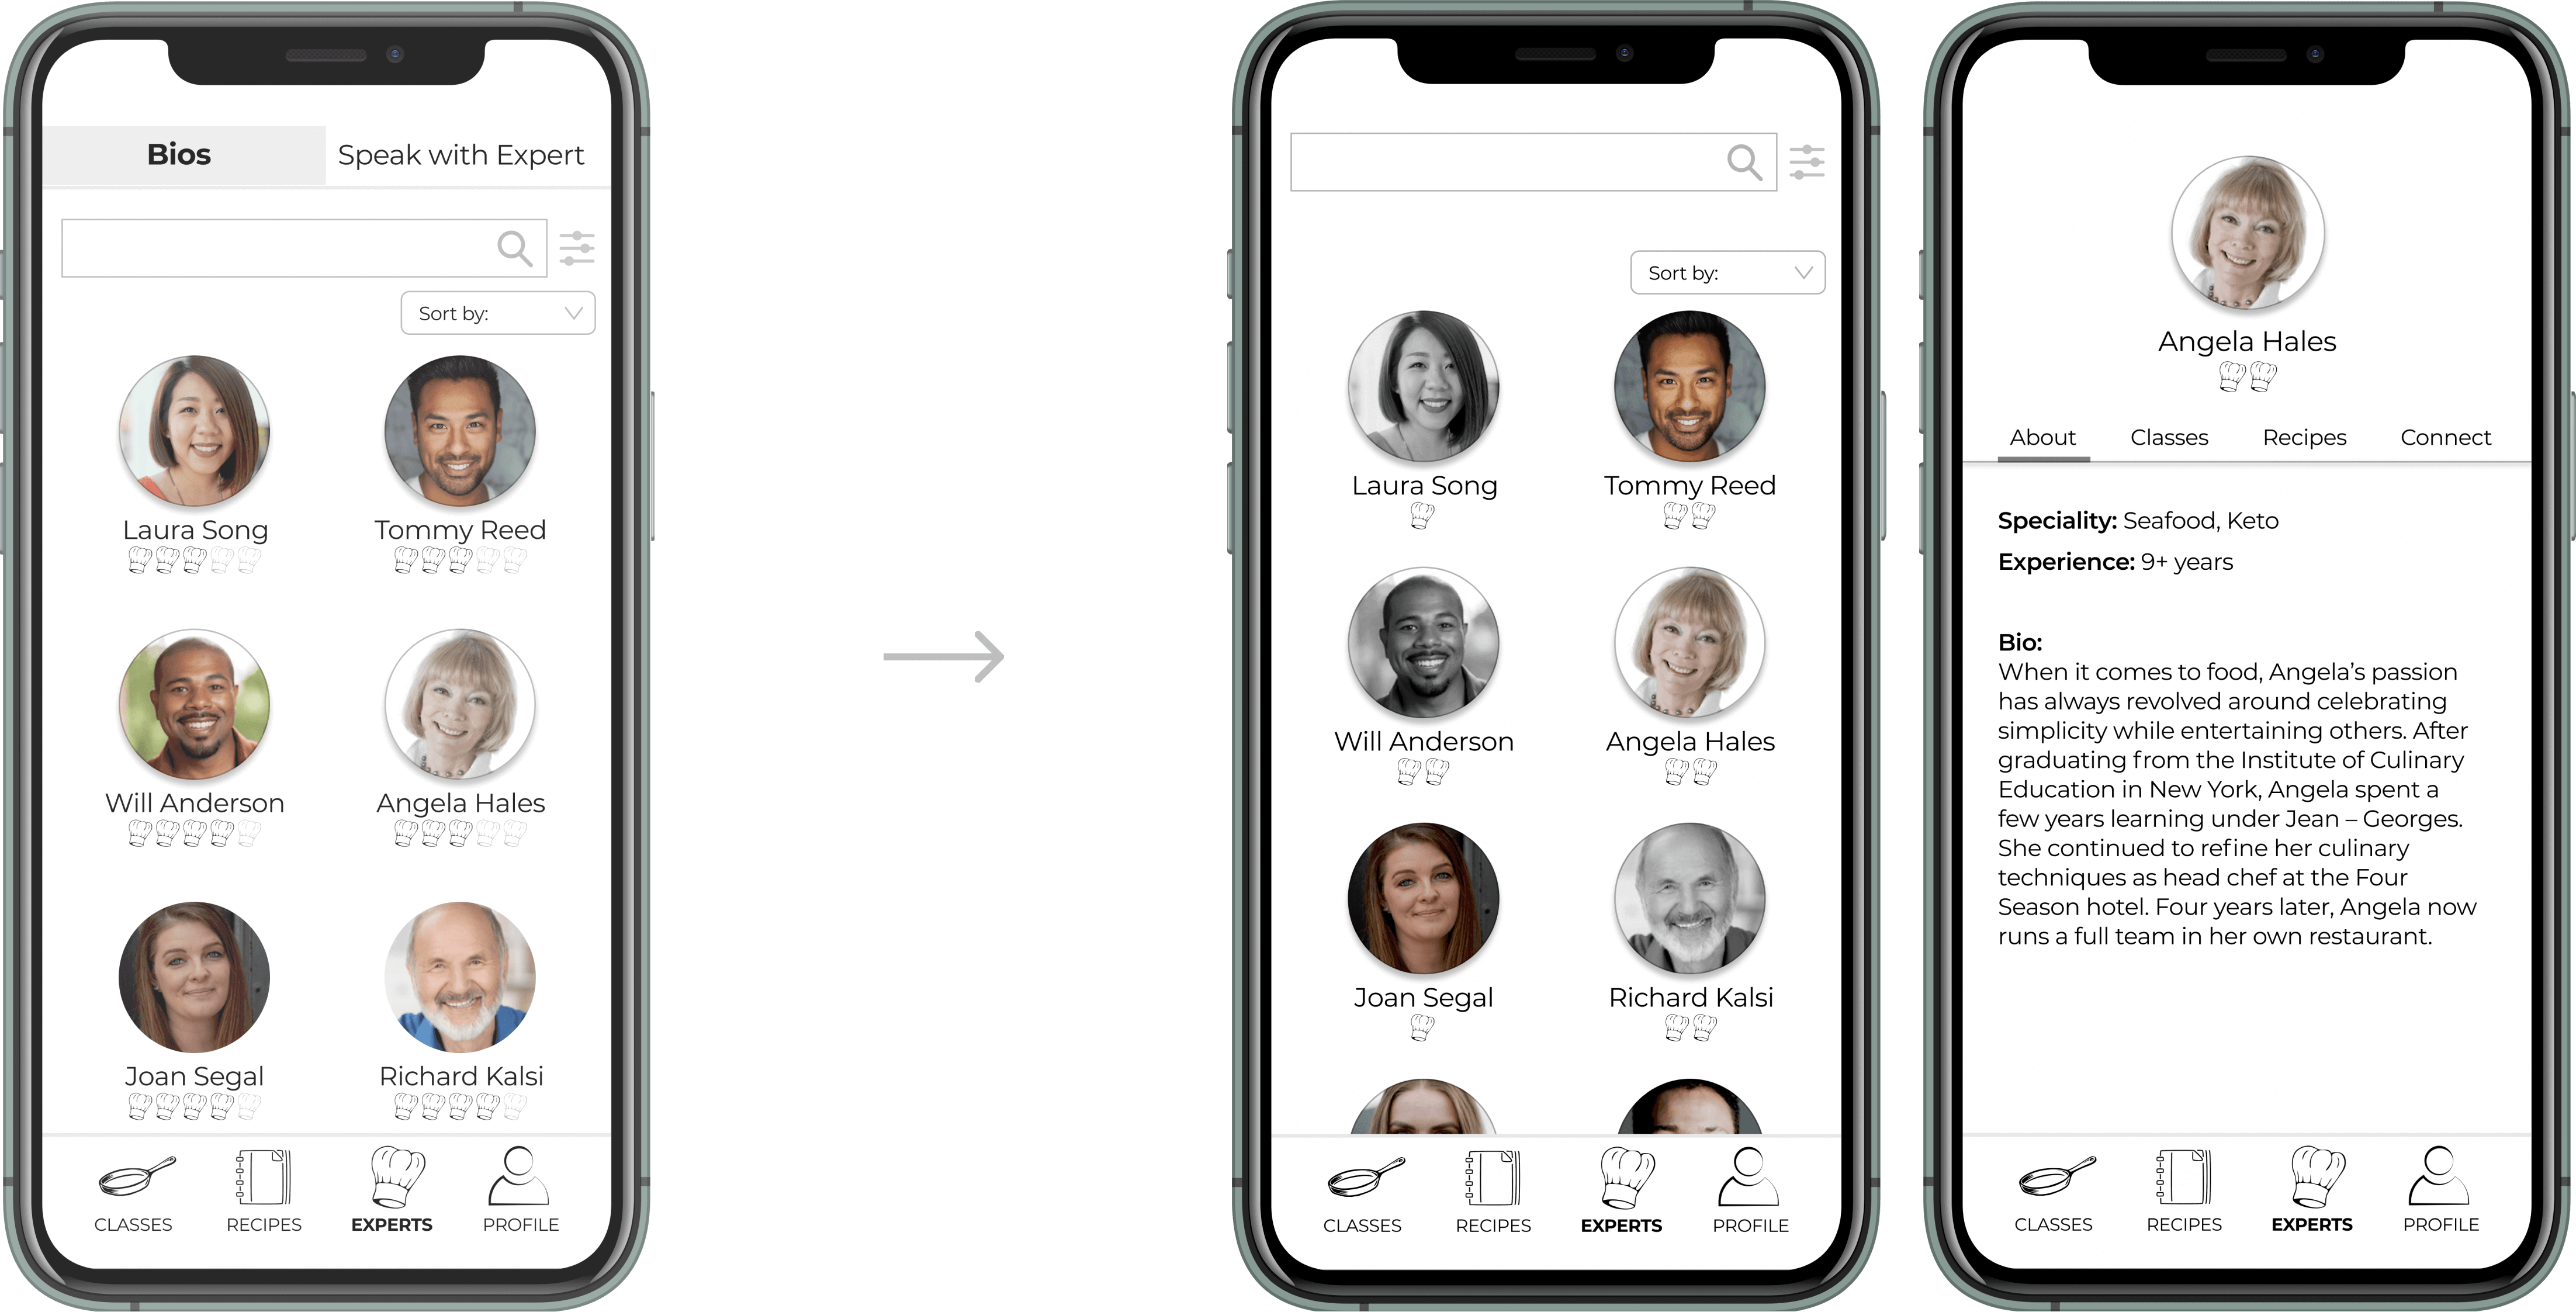 Bios
Speak with Expert
Sort by:
Laura Song
Tommy Reed
Will Anderson
Angela Hales
Joan Segal
Richard Kalsi
CLASSES
RECIPES
EXPERTS
PROFILE
Sort by:
Laura Song
Tommy Reed
Will Anderson
Angela Hales
Joan Segal
Richard Kalsi
CLASSES
RECIPES
EXPERTS
PROFILE
Angela Hales
About
Classes
Recipes
Connect
Speciality: Seafood, Keto
Experience: 9+ years
Bio:
When it comes to food, Angela’s passion
has always revolved around celebrating
simplicity while entertaining others. After
graduating from the Institute of Culinary
Education in New York, Angela spent a
few years learning under Jean – Georges.
She continued to refine her culinary
techniques as head chef at the Four
Season hotel. Four years later, Angela now
runs a full team in her own restaurant.
CLASSES
RECIPES
EXPERTS
PROFILE